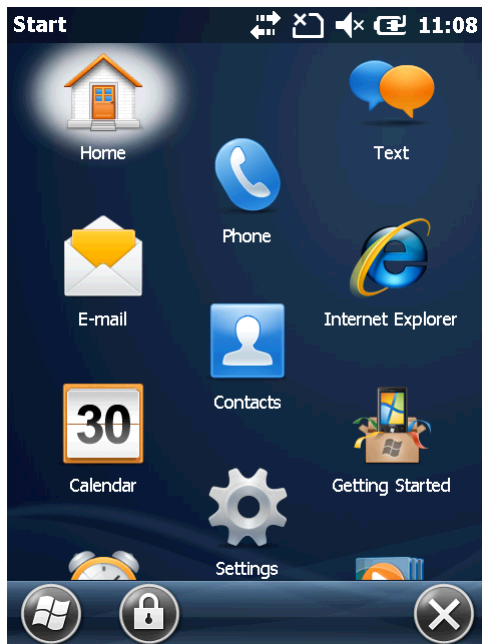 Start 11:08
Home
Text
Phone
E-mail
Internet Explorer
Contacts
30
Calendar
Getting Started
Settings